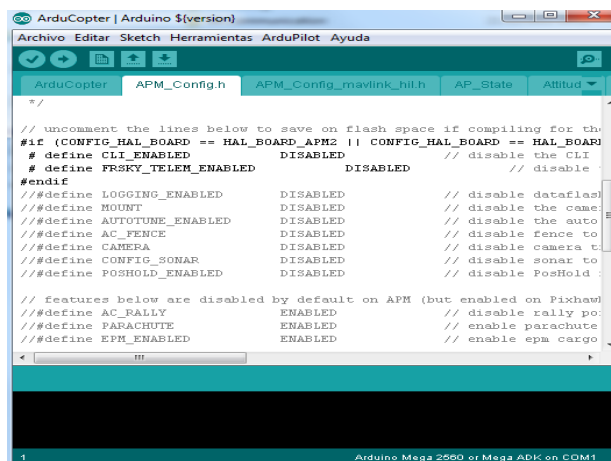 ArduCopter | Arduino ${version}
Archivo Editar Sketch Herramientas ArduPilot Ayuda
ArduCopter APM_Config.h APM_Config_mavlink_hil.h AP_State Attitud
*/
// uncomment the lines below to save on flash space if compiling for the
#if (CONFIG_HAL_BOARD == HAL_BOARD_APM2 || CONFIG_HAL_BOARD == HAL_BOARD
# define CLI_ENABLED DISABLED // disable the CLI
# define FRSKY_TELEM_ENABLED DISABLED // disable
#endif
//#define LOGGING_ENABLED DISABLED // disable dataflash
//#define MOUNT DISABLED // disable the came
//#define AUTOTUNE_ENABLED DISABLED // disable the auto
//#define AC_FENCE DISABLED // disable fence to
//#define CAMERA DISABLED // disable camera t
//#define CONFIG_SONAR DISABLED // disable sonar to
//#define POSHOLD_ENABLED DISABLED // disable PosHold
// features below are disabled by default on APM (but enabled on Pixhawk
//#define AC_RALLY ENABLED // disable rally po
//#define PARACHUTE ENABLED // enable parachute
//#define EPM_ENABLED ENABLED // enable epm cargo
1 Arduino Mega 2560 or Mega ADK on COM1